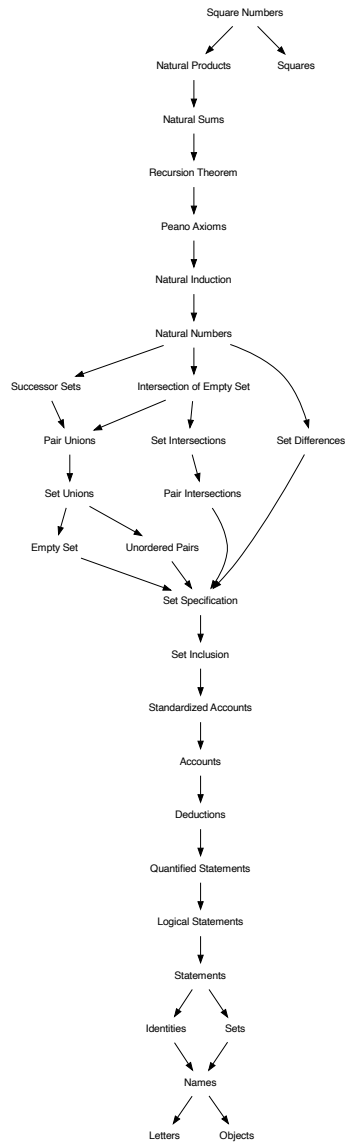 Square Numbers
Natural Products
Squares
Natural Sums
Recursion Theorem
Peano Axioms
Natural Induction
Natural Numbers
Successor Sets
Intersection of Empty Set
Pair Unions
Set Intersections
Set Differences
Set Unions
Pair Intersections
Empty Set
Unordered Pairs
Set Specification
Set Inclusion
Standardized Accounts
Accounts
Deductions
Quantified Statements
Logical Statements
Statements
Identities
Sets
Names
Letters
Objects